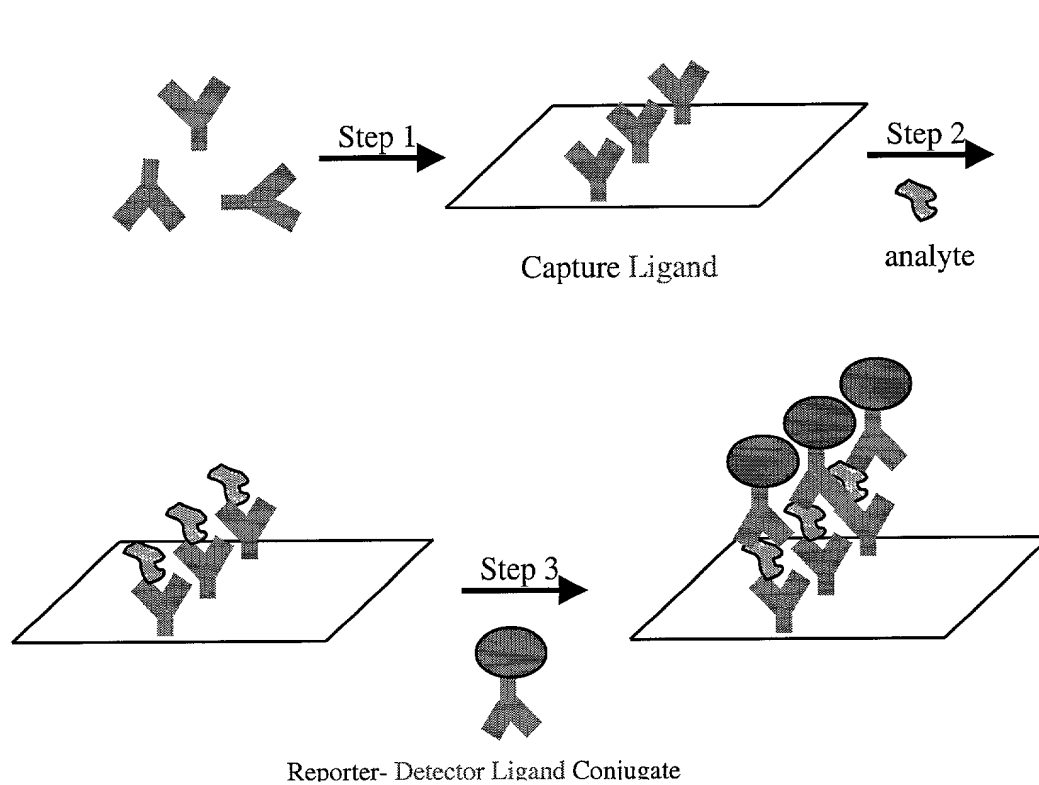 Step 1
Step 2
Capture Ligand
analyte
Step 3
Reporter- Detector Ligand Conjugate